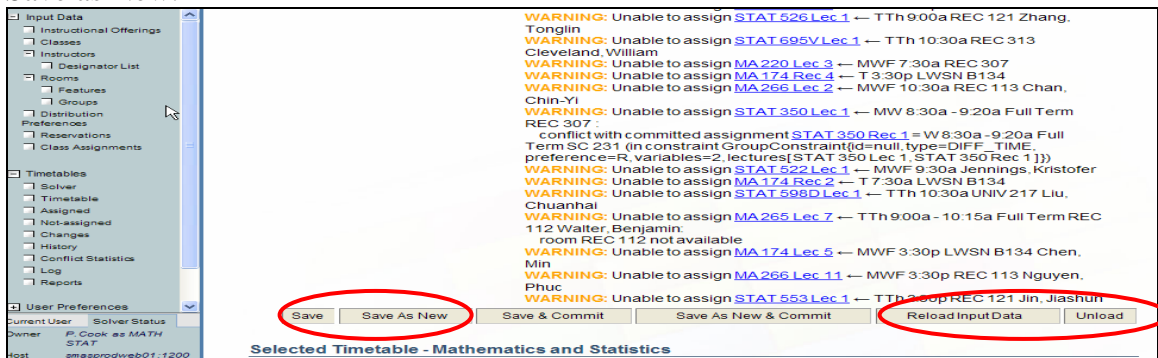 Input Data
Instructional Offerings
Classes
Instructors
Designator List
Rooms
Features
Groups
Distribution
Preferences
Reservations
Class Assignments
Timetables
Solver
Timetable
Assigned
Not-assigned
Changes
History
Conflict Statistics
Log
Reports
User Preferences
Current User Solver Status
Owner P. Cook as MATH
STAT
Host smasprodweb01:1200
WARNING: Unable to assign STAT 526 Lec 1 ← TTh 9:00a REC 121 Zhang,
Tonglin
WARNING: Unable to assign STAT 695V Lec 1 ← TTh 10:30a REC 313
Cleveland, William
WARNING: Unable to assign MA 220 Lec 3 ← MWF 7:30a REC 307
WARNING: Unable to assign MA 174 Rec 4 ← T 3:30p LWSN B134
WARNING: Unable to assign MA 266 Lec 2 ← MWF 10:30a REC 113 Chan,
Chin-Yi
WARNING: Unable to assign STAT 350 Lec 1 ← MW 8:30a - 9:20a Full Term
REC 307 :
conflict with committed assignment STAT 350 Rec 1 = W 8:30a - 9:20a Full
Term SC 231 (in constraint GroupConstraint{id=null, type=DIFF_TIME,
preference=R, variables=2, lectures[STAT 350 Lec 1, STAT 350 Rec 1 ]})
WARNING: Unable to assign STAT 522 Lec 1 ← MWF 9:30a Jennings, Kristofer
WARNING: Unable to assign MA 174 Rec 2 ← T 7:30a LWSN B134
WARNING: Unable to assign STAT 598D Lec 1 ← TTh 10:30a UNIV 217 Liu,
Chuanhai
WARNING: Unable to assign MA 265 Lec 7 ← TTh 9:00a - 10:15a Full Term REC
112 Walter, Benjamin:
room REC 112 not available
WARNING: Unable to assign MA 174 Lec 5 ← MWF 3:30p LWSN B134 Chen,
Min
WARNING: Unable to assign MA 266 Lec 11 ← MWF 3:30p REC 113 Nguyen,
Phuc
WARNING: Unable to assign STAT 553 Lec 1 ← TTh 3:00p REC 121 Jin, Jiashun
Save Save As New Save & Commit Save As New & Commit Reload Input Data Unload
Selected Timetable - Mathematics and Statistics